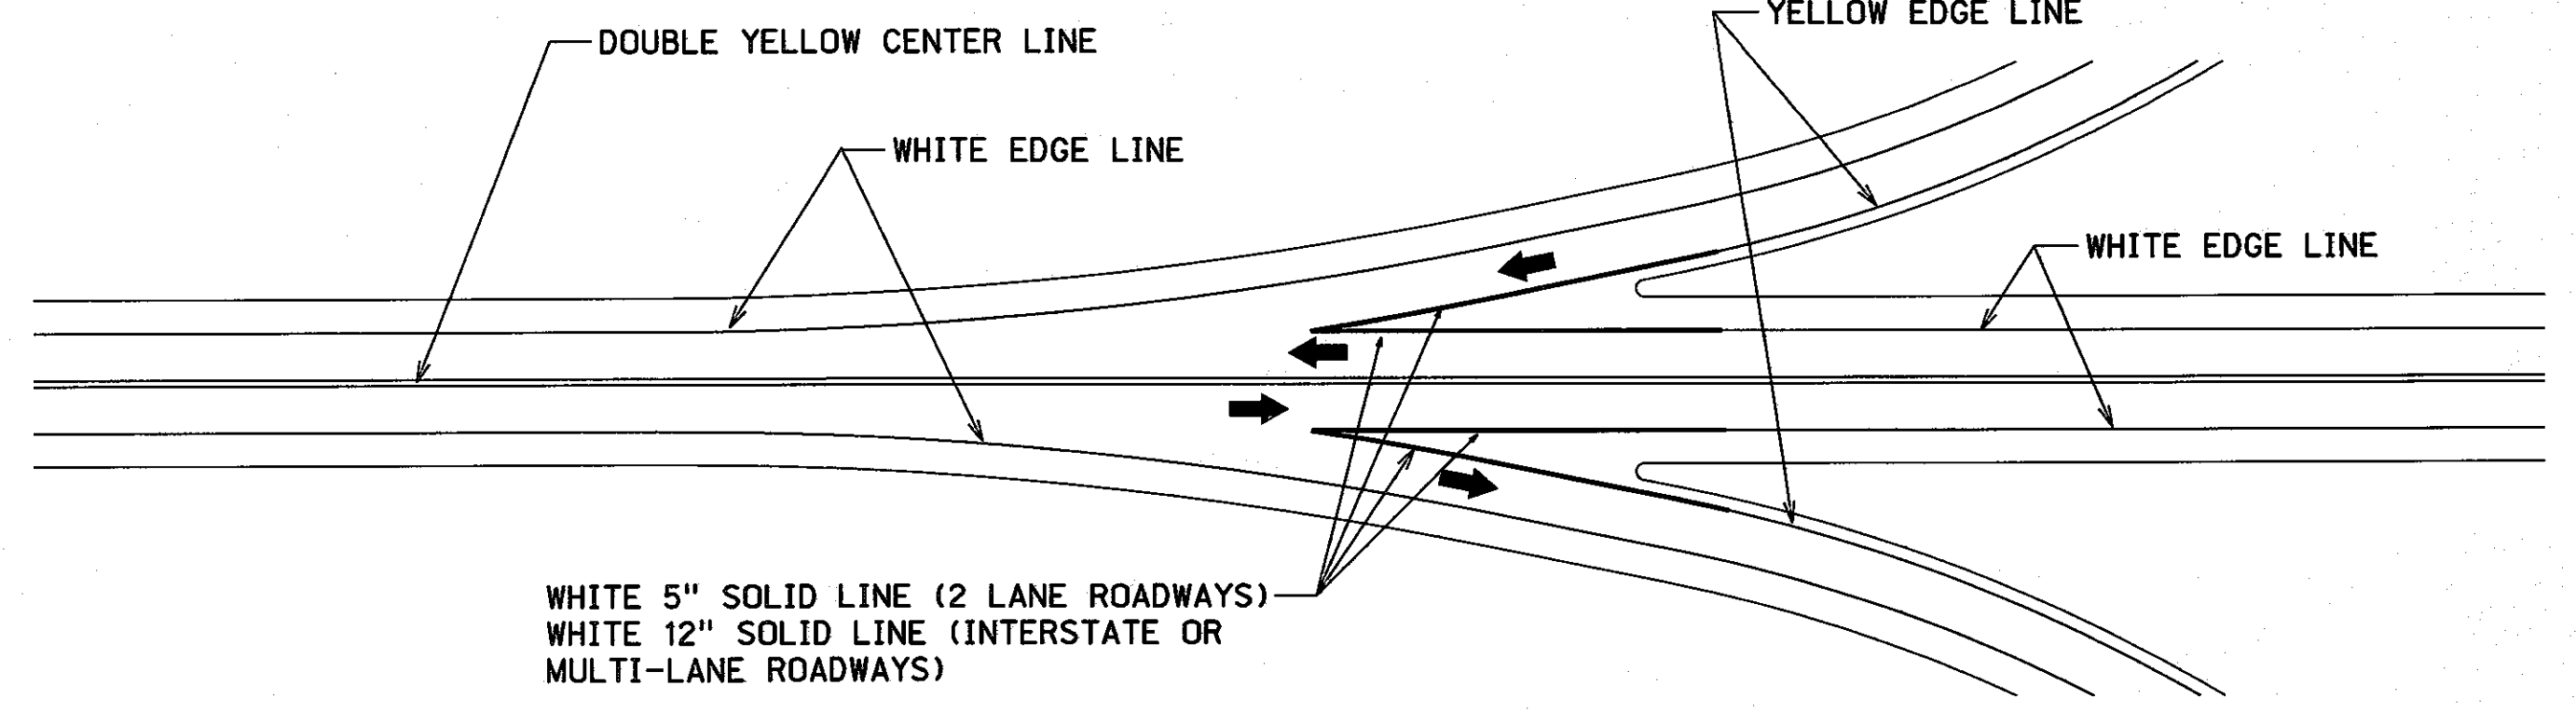 YELLOW EDGE LINE
DOUBLE YELLOW CENTER LINE
WHITE EDGE LINE
WHITE EDGE LINE
WHITE 5" SOLID LINE (2 LANE ROADWAYS)
WHITE 12" SOLID LINE (INTERSTATE OR
MULTI-LANE ROADWAYS)